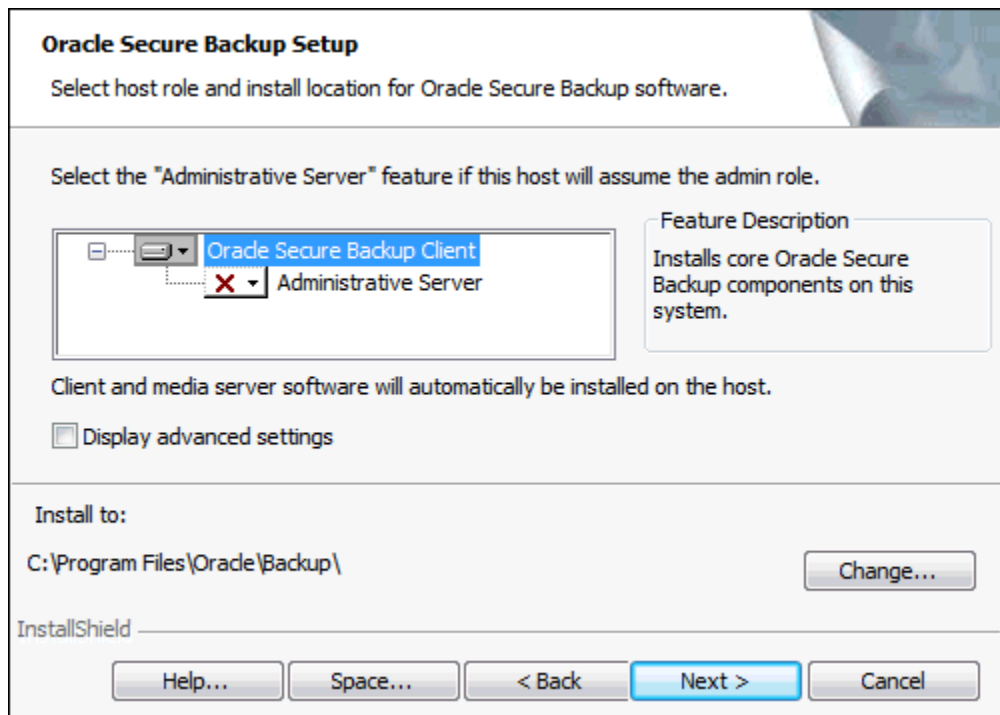 Oracle Secure Backup Setup
Select host role and install location for Oracle Secure Backup software.
Select the "Administrative Server" feature if this host will assume the admin role.
Oracle Secure Backup Client
Administrative Server
Feature Description
Installs core Oracle Secure
Backup components on this
system.
Client and media server software will automatically be installed on the host.
Display advanced settings
Install to:
C:\Program Files\Oracle\Backup\
Change...
InstallShield
Help...
Space...
< Back
Next >
Cancel